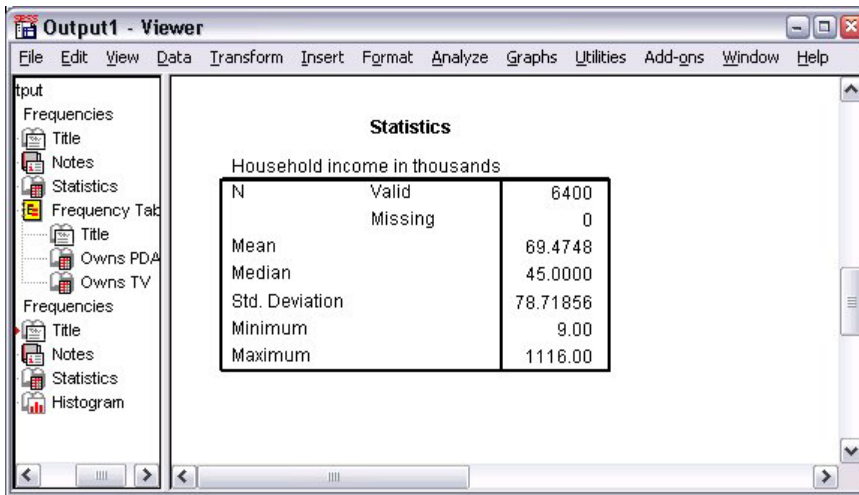 Output1 - Viewer
File Edit View Data Transform Insert Format Analyze Graphs Utilities Add-ons Window Help
tput
Frequencies
Title
Notes
Statistics
Frequency Tab
Title
Owns PDA
Owns TV
Frequencies
Title
Notes
Statistics
Histogram
Statistics
Household income in thousands
N Valid 6400
Missing 0
Mean 69.4748
Median 45.0000
Std. Deviation 78.71856
Minimum 9.00
Maximum 1116.00